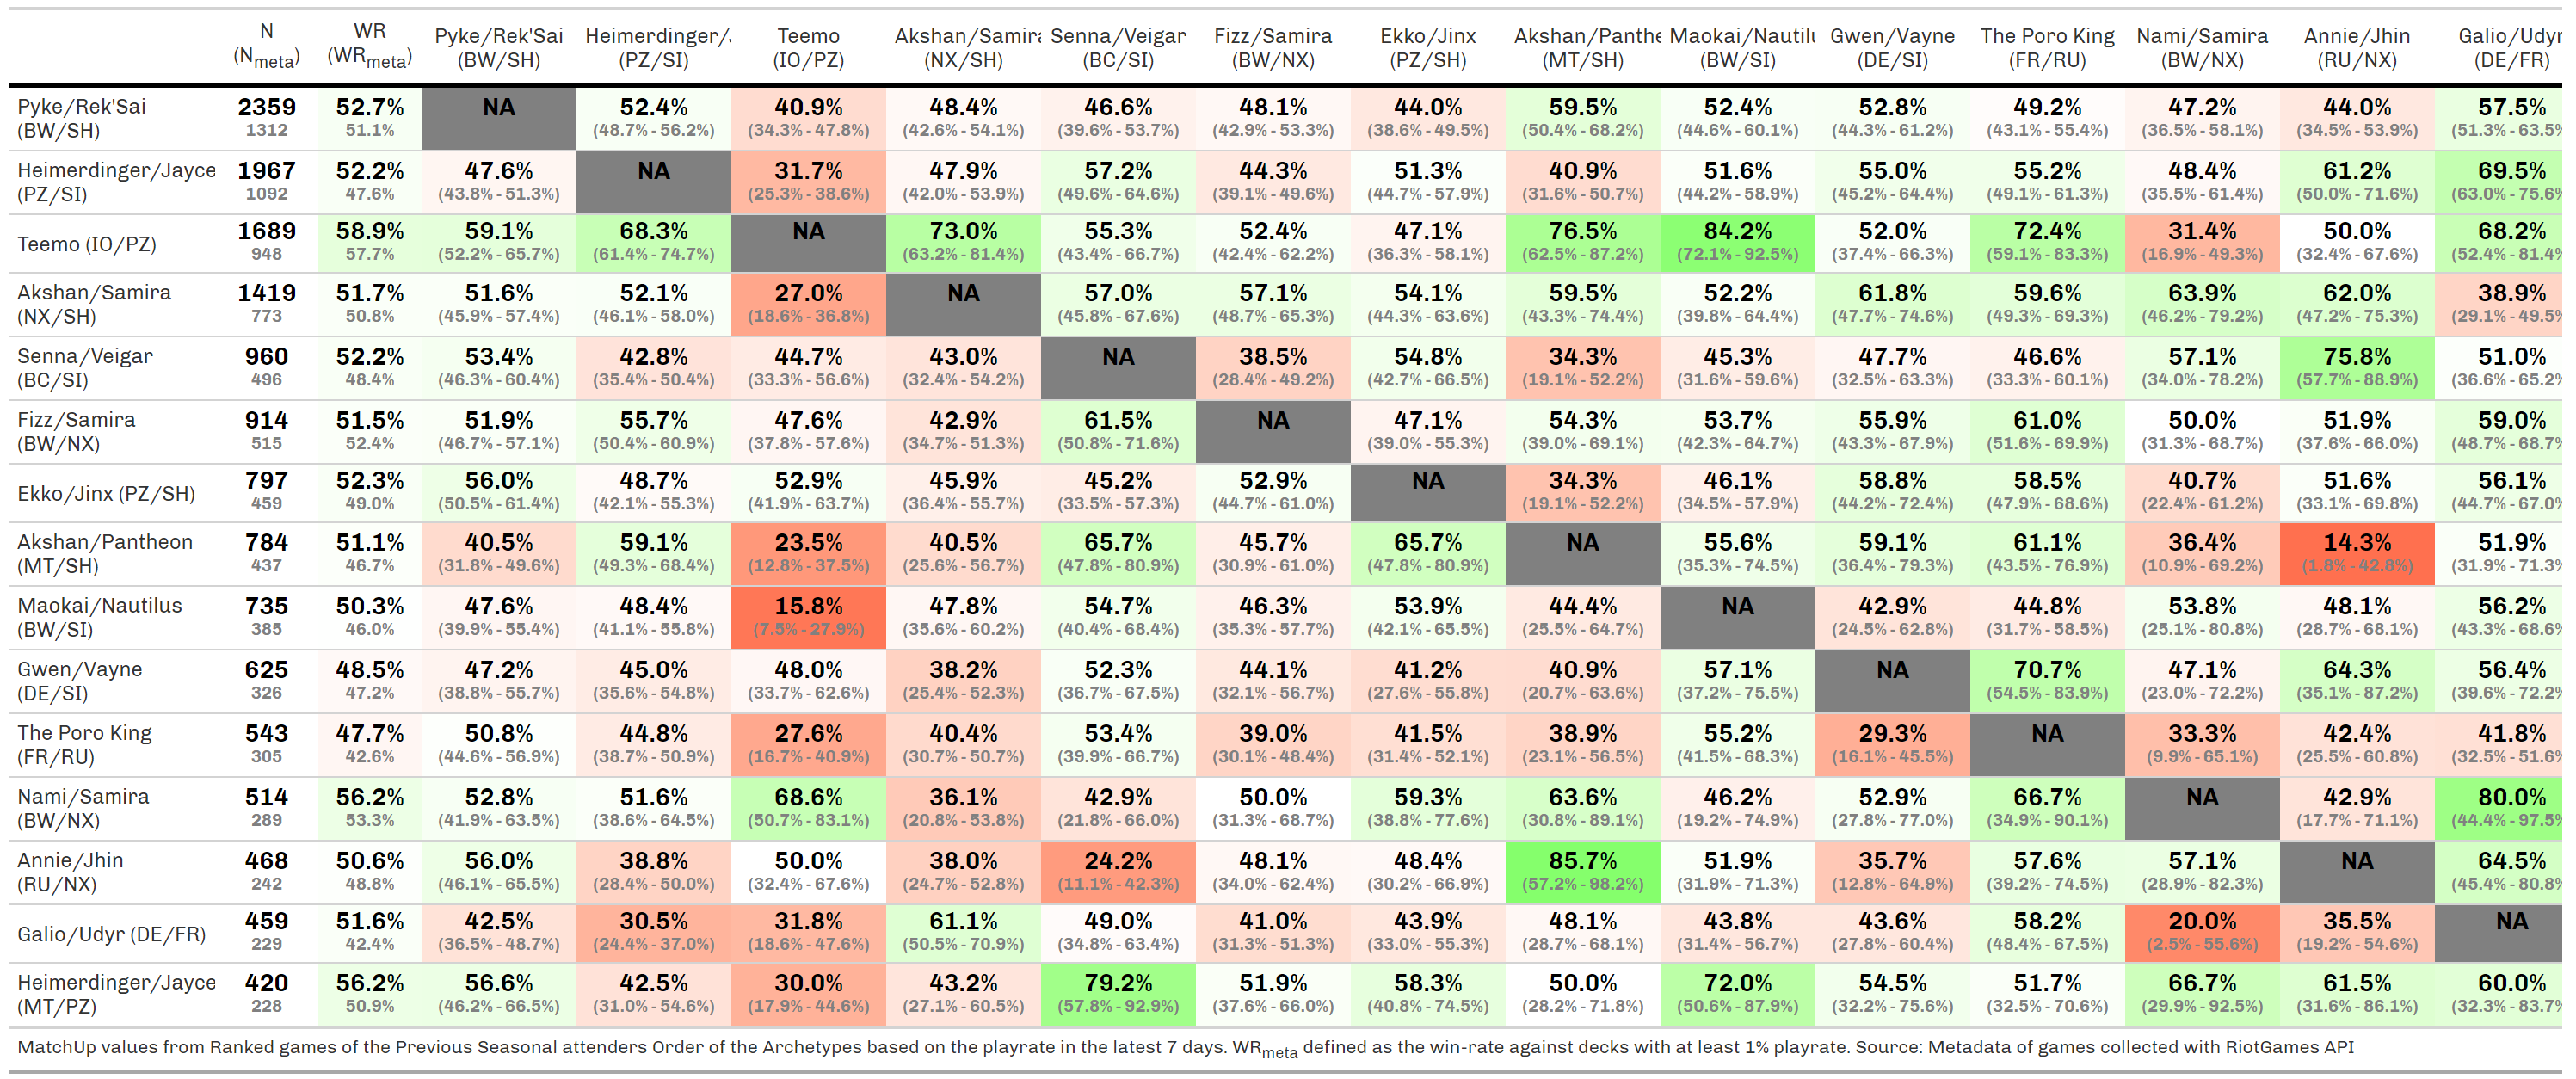 N WR Pyke/Rek'Sai Heimerdinger/ Teemo Akshan/Samira Senna/Veigar Fizz/Samira Ekko/Jinx Akshan/Panthe Maokai/Nautilu Gwen/Vayne The Poro King Nami/Samira Annie/Jhin Galio/Udyr
(Nmeta) (WRmeta) (BW/SH) (PZ/SI) (IO/PZ) (NX/SH) (BC/SI) (BW/NX) (PZ/SH) (MT/SH) (BW/SI) (DE/SI) (FR/RU) (BW/NX) (RU/NX) (DE/FR)
Pyke/Rek'Sai 2359 52.7% NA 52.4% 40.9% 48.4% 46.6% 48.1% 44.0% 59.5% 52.4% 52.8% 49.2% 47.2% 44.0% 57.5%
(BW/SH) 1312 51.1% (48.7% - 56.2%) (34.3% - 47.8%) (42.6% - 54.1%) (39.6% - 53.7%) (42.9% - 53.3%) (38.6% - 49.5%) (50.4% - 68.2%) (44.6% - 60.1%) (44.3% - 61.2%) (43.1% - 55.4%) (36.5% - 58.1%) (34.5% - 53.9%) (51.3% - 63.5%
Heimerdinger/Jayce 1967 52.2% 47.6% NA 31.7% 47.9% 57.2% 44.3% 51.3% 40.9% 51.6% 55.0% 55.2% 48.4% 61.2% 69.5%
(PZ/SI) 1092 47.6% (43.8% - 51.3%) (25.3% - 38.6%) (42.0% - 53.9%) (49.6% - 64.6%) (39.1% - 49.6%) (44.7% - 57.9%) (31.6% - 50.7%) (44.2% - 58.9%) (45.2% - 64.4%) (49.1% - 61.3%) (35.5% - 61.4%) (50.0% - 71.6%) (63.0% - 75.6%
Teemo (IO/PZ) 1689 58.9% 59.1% 68.3% NA 73.0% 55.3% 52.4% 47.1% 76.5% 84.2% 52.0% 72.4% 31.4% 50.0% 68.2%
948 57.7% (52.2% - 65.7%) (61.4% - 74.7%) (63.2% - 81.4%) (43.4% - 66.7%) (42.4% - 62.2%) (36.3% - 58.1%) (62.5% - 87.2%) (72.1% - 92.5%) (37.4% - 66.3%) (59.1% - 83.3%) (16.9% - 49.3%) (32.4% - 67.6%) (52.4% - 81.4%
Akshan/Samira 1419 51.7% 51.6% 52.1% 27.0% NA 57.0% 57.1% 54.1% 59.5% 52.2% 61.8% 59.6% 63.9% 62.0% 38.9%
(NX/SH) 773 50.8% (45.9% - 57.4%) (46.1% - 58.0%) (18.6% - 36.8%) (45.8% - 67.6%) (48.7% - 65.3%) (44.3% - 63.6%) (43.3% - 74.4%) (39.8% - 64.4%) (47.7% - 74.6%) (49.3% - 69.3%) (46.2% - 79.2%) (47.2% - 75.3%) (29.1% - 49.5%
Senna/Veigar 960 52.2% 53.4% 42.8% 44.7% 43.0% NA 38.5% 54.8% 34.3% 45.3% 47.7% 46.6% 57.1% 75.8% 51.0%
(BC/SI) 496 48.4% (46.3% - 60.4%) (35.4% - 50.4%) (33.3% - 56.6%) (32.4% - 54.2%) (28.4% - 49.2%) (42.7% - 66.5%) (19.1% - 52.2%) (31.6% - 59.6%) (32.5% - 63.3%) (33.3% - 60.1%) (34.0% - 78.2%) (57.7% - 88.9%) (36.6% - 65.2%
Fizz/Samira 914 51.5% 51.9% 55.7% 47.6% 42.9% 61.5% NA 47.1% 54.3% 53.7% 55.9% 61.0% 50.0% 51.9% 59.0%
(BW/NX) 515 52.4% (46.7% - 57.1%) (50.4% - 60.9%) (37.8% - 57.6%) (34.7% - 51.3%) (50.8% - 71.6%) (39.0% - 55.3%) (39.0% - 69.1%) (42.3% - 64.7%) (43.3% - 67.9%) (51.6% - 69.9%) (31.3% - 68.7%) (37.6% - 66.0%) (48.7% - 68.7%
Ekko/Jinx (PZ/SH) 797 52.3% 56.0% 48.7% 52.9% 45.9% 45.2% 52.9% NA 34.3% 46.1% 58.8% 58.5% 40.7% 51.6% 56.1%
459 49.0% (50.5% - 61.4%) (42.1% - 55.3%) (41.9% - 63.7%) (36.4% - 55.7%) (33.5% - 57.3%) (44.7% - 61.0%) (19.1% - 52.2%) (34.5% - 57.9%) (44.2% - 72.4%) (47.9% - 68.6%) (22.4% - 61.2%) (33.1% - 69.8%) (44.7% - 67.0%
Akshan/Pantheon 784 51.1% 40.5% 59.1% 23.5% 40.5% 65.7% 45.7% 65.7% NA 55.6% 59.1% 61.1% 36.4% 14.3% 51.9%
(MT/SH) 437 46.7% (31.8% - 49.6%) (49.3% - 68.4%) (12.8% - 37.5%) (25.6% - 56.7%) (47.8% - 80.9%) (30.9% - 61.0%) (47.8% - 80.9%) (35.3% - 74.5%) (36.4% - 79.3%) (43.5% - 76.9%) (10.9% - 69.2%) (1.8% - 42.8%) (31.9% - 71.3%
Maokai/Nautilus 735 50.3% 47.6% 48.4% 15.8% 47.8% 54.7% 46.3% 53.9% 44.4% NA 42.9% 44.8% 53.8% 48.1% 56.2%
(BW/SI) 385 46.0% (39.9% - 55.4%) (41.1% - 55.8%) (7.5% - 27.9%) (35.6% - 60.2%) (40.4% - 68.4%) (35.3% - 57.7%) (42.1% - 65.5%) (25.5% - 64.7%) (24.5% - 62.8%) (31.7% - 58.5%) (25.1% - 80.8%) (28.7% - 68.1%) (43.3% - 68.6%
Gwen/Vayne 625 48.5% 47.2% 45.0% 48.0% 38.2% 52.3% 44.1% 41.2% 40.9% 57.1% NA 70.7% 47.1% 64.3% 56.4%
(DE/SI) 326 47.2% (38.8% - 55.7%) (35.6% - 54.8%) (33.7% - 62.6%) (25.4% - 52.3%) (36.7% - 67.5%) (32.1% - 56.7%) (27.6% - 55.8%) (20.7% - 63.6%) (37.2% - 75.5%) (54.5% - 83.9%) (23.0% - 72.2%) (35.1% - 87.2%) (39.6% - 72.2%
The Poro King 543 47.7% 50.8% 44.8% 27.6% 40.4% 53.4% 39.0% 41.5% 38.9% 55.2% 29.3% NA 33.3% 42.4% 41.8%
(FR/RU) 305 42.6% (44.6% - 56.9%) (38.7% - 50.9%) (16.7% - 40.9%) (30.7% - 50.7%) (39.9% - 66.7%) (30.1% - 48.4%) (31.4% - 52.1%) (23.1% - 56.5%) (41.5% - 68.3%) (16.1% - 45.5%) (9.9% - 65.1%) (25.5% - 60.8%) (32.5% - 51.6%
Nami/Samira 514 56.2% 52.8% 51.6% 68.6% 36.1% 42.9% 50.0% 59.3% 63.6% 46.2% 52.9% 66.7% NA 42.9% 80.0%
(BW/NX) 289 53.3% (41.9% - 63.5%) (38.6% - 64.5%) (50.7% - 83.1%) (20.8% - 53.8%) (21.8% - 66.0%) (31.3% - 68.7%) (38.8% - 77.6%) (30.8% - 89.1%) (19.2% - 74.9%) (27.8% - 77.0%) (34.9% - 90.1%) (17.7% - 71.1%) (44.4% - 97.5%
Annie/Jhin 468 50.6% 56.0% 38.8% 50.0% 38.0% 24.2% 48.1% 48.4% 85.7% 51.9% 35.7% 57.6% 57.1% NA 64.5%
(RU/NX) 242 48.8% (46.1% - 65.5%) (28.4% - 50.0%) (32.4% - 67.6%) (24.7% - 52.8%) (11.1% - 42.3%) (34.0% - 62.4%) (30.2% - 66.9%) (57.2% - 98.2%) (31.9% - 71.3%) (12.8% - 64.9%) (39.2% - 74.5%) (28.9% - 82.3%) (45.4% - 80.8%
Galio/Udyr (DE/FR) 459 51.6% 42.5% 30.5% 31.8% 61.1% 49.0% 41.0% 43.9% 48.1% 43.8% 43.6% 58.2% 20.0% 35.5% NA
229 42.4% (36.5% - 48.7%) (24.4% - 37.0%) (18.6% - 47.6%) (50.5% - 70.9%) (34.8% - 63.4%) (31.3% - 51.3%) (33.0% - 55.3%) (28.7% - 68.1%) (31.4% - 56.7%) (27.8% - 60.4%) (48.4% - 67.5%) (2.5% - 55.6%) (19.2% - 54.6%)
Heimerdinger/Jayce 420 56.2% 56.6% 42.5% 30.0% 43.2% 79.2% 51.9% 58.3% 50.0% 72.0% 54.5% 51.7% 66.7% 61.5% 60.0%
(MT/PZ) 228 50.9% (46.2% - 66.5%) (31.0% - 54.6%) (17.9% - 44.6%) (27.1% - 60.5%) (57.8% - 92.9%) (37.6% - 66.0%) (40.8% - 74.5%) (28.2% - 71.8%) (50.6% - 87.9%) (32.2% - 75.6%) (32.5% - 70.6%) (29.9% - 92.5%) (31.6% - 86.1%) (32.3% - 83.7%
MatchUp values from Ranked games of the Previous Seasonal attenders Order of the Archetypes based on the playrate in the latest 7 days. WRmeta defined as the win-rate against decks with at least 1% playrate. Source: Metadata of games collected with RiotGames API